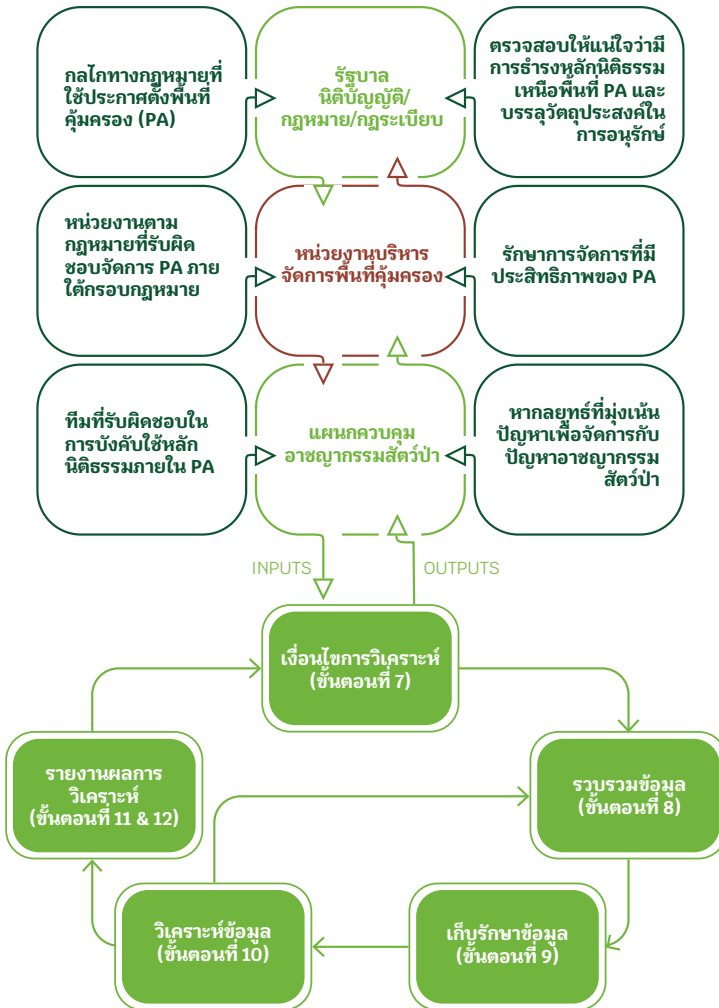 กลไกทางกฎหมายที่
ใช้ประกาศตั้งพื้นที่
คุ้มครอง (PA)
รัฐบาล
นิติบัญญัติ/
กฎหมาย/กฎระเบียบ
ตรวจสอบให้แน่ใจว่ามี
การธำรงหลักนิติธรรม
เหนือพื้นที่ PA และ
บรรลุวัตถุประสงค์ใน
การอนุรักษ์
หน่วยงานตาม
กฎหมายที่รับผิด
ชอบจัดการ PA ภาย
ใต้กรอบกฎหมาย
หน่วยงานบริหาร
จัดการพื้นที่คุ้มครอง
รักษาการจัดการที่มี
ประสิทธิภาพของ PA
ทีมที่รับผิดชอบใน
การบังคับใช้หลัก
นิติธรรมภายใน PA
แผนกควบคุม
อาชญากรรมสัตว์ป่า
หากลยุทธ์ที่มุ่งเน้น
ปัญหาเพื่อจัดการกับ
ปัญหาอาชญากรรม
สัตว์ป่า
INPUTS
OUTPUTS
เงื่อนไขการวิเคราะห์
(ขั้นตอนที่ 7)
รายงานผลการ
วิเคราะห์
(ขั้นตอนที่ 11 & 12)
รวบรวมข้อมูล
(ขั้นตอนที่ 8)
วิเคราะห์ข้อมูล
(ขั้นตอนที่ 10)
เก็บรักษาข้อมูล
(ขั้นตอนที่ 9)